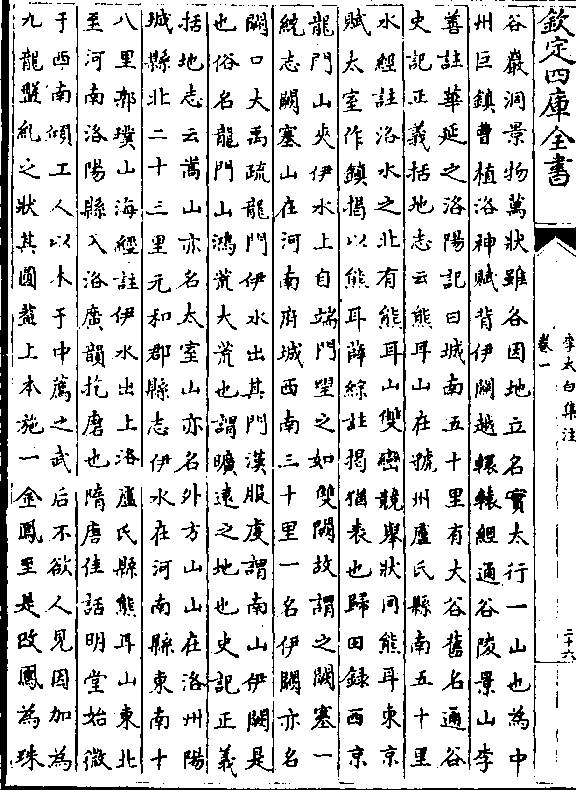 欽定四庫全書
李太白集注
卷一
二十六
谷巖洞景物萬狀雖各因地立名實太行一山也為中
州巨鎮曹植洛神賦背伊闕越轘轅經通谷陵景山李
善註華延之洛陽記曰城南五十里有大谷舊名通谷
史記正義括地志云熊耳山在虢州盧氏縣南五十里
水經註洛水之北有熊耳山雙巒競舉狀同熊耳東京
賦太室作鎮揭以熊耳薛綜註揭猶表也歸田録西京
龍門山夾伊水上自端門望之如雙闕故謂之闕塞一
統志闕塞山在河南府城西南三十里一名伊闕亦名
闕口大禹疏龍門伊水出其門漢服虔謂南山伊闕是
也俗名龍門山鴻荒大荒也謂曠遠之地也史記正義
括地志云嵩山亦名太室山亦名外方山山在洛州陽
城縣北二十三里元和郡縣志伊水在河南縣東南十
八里郭璞山海經註伊水出上洛盧氏縣熊耳山東北
至河南洛陽縣入洛廣韻扢磨也隋唐佳話明堂始微
于西南傾工人以木于中薦之武后不欲人見因加為
九龍盤糺之狀其圓蓋上本施一金鳳至是改鳳為珠